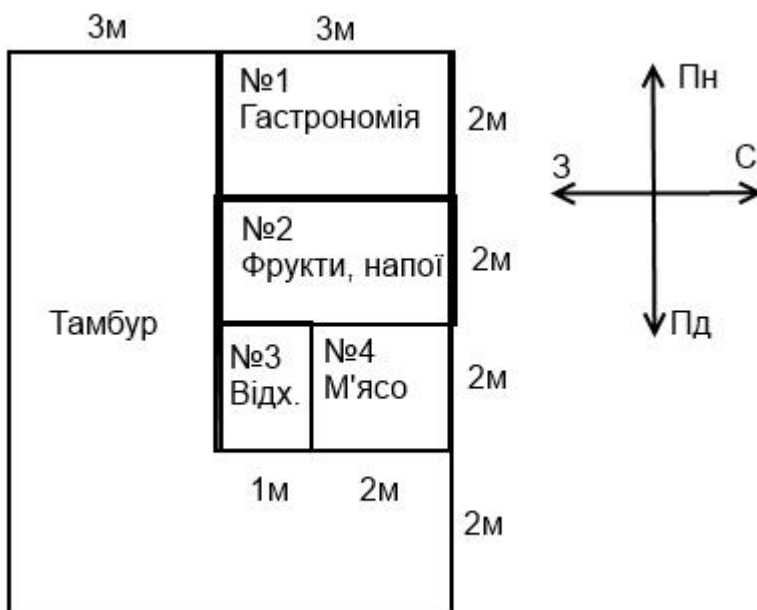 3м
3м
№1
Гастрономія
2м
Пн
З
С
№2
Фрукти, напої
2м
Тамбур
Пд
№3
Відх.
№4
М'ясо
2м
1м
2м
2м